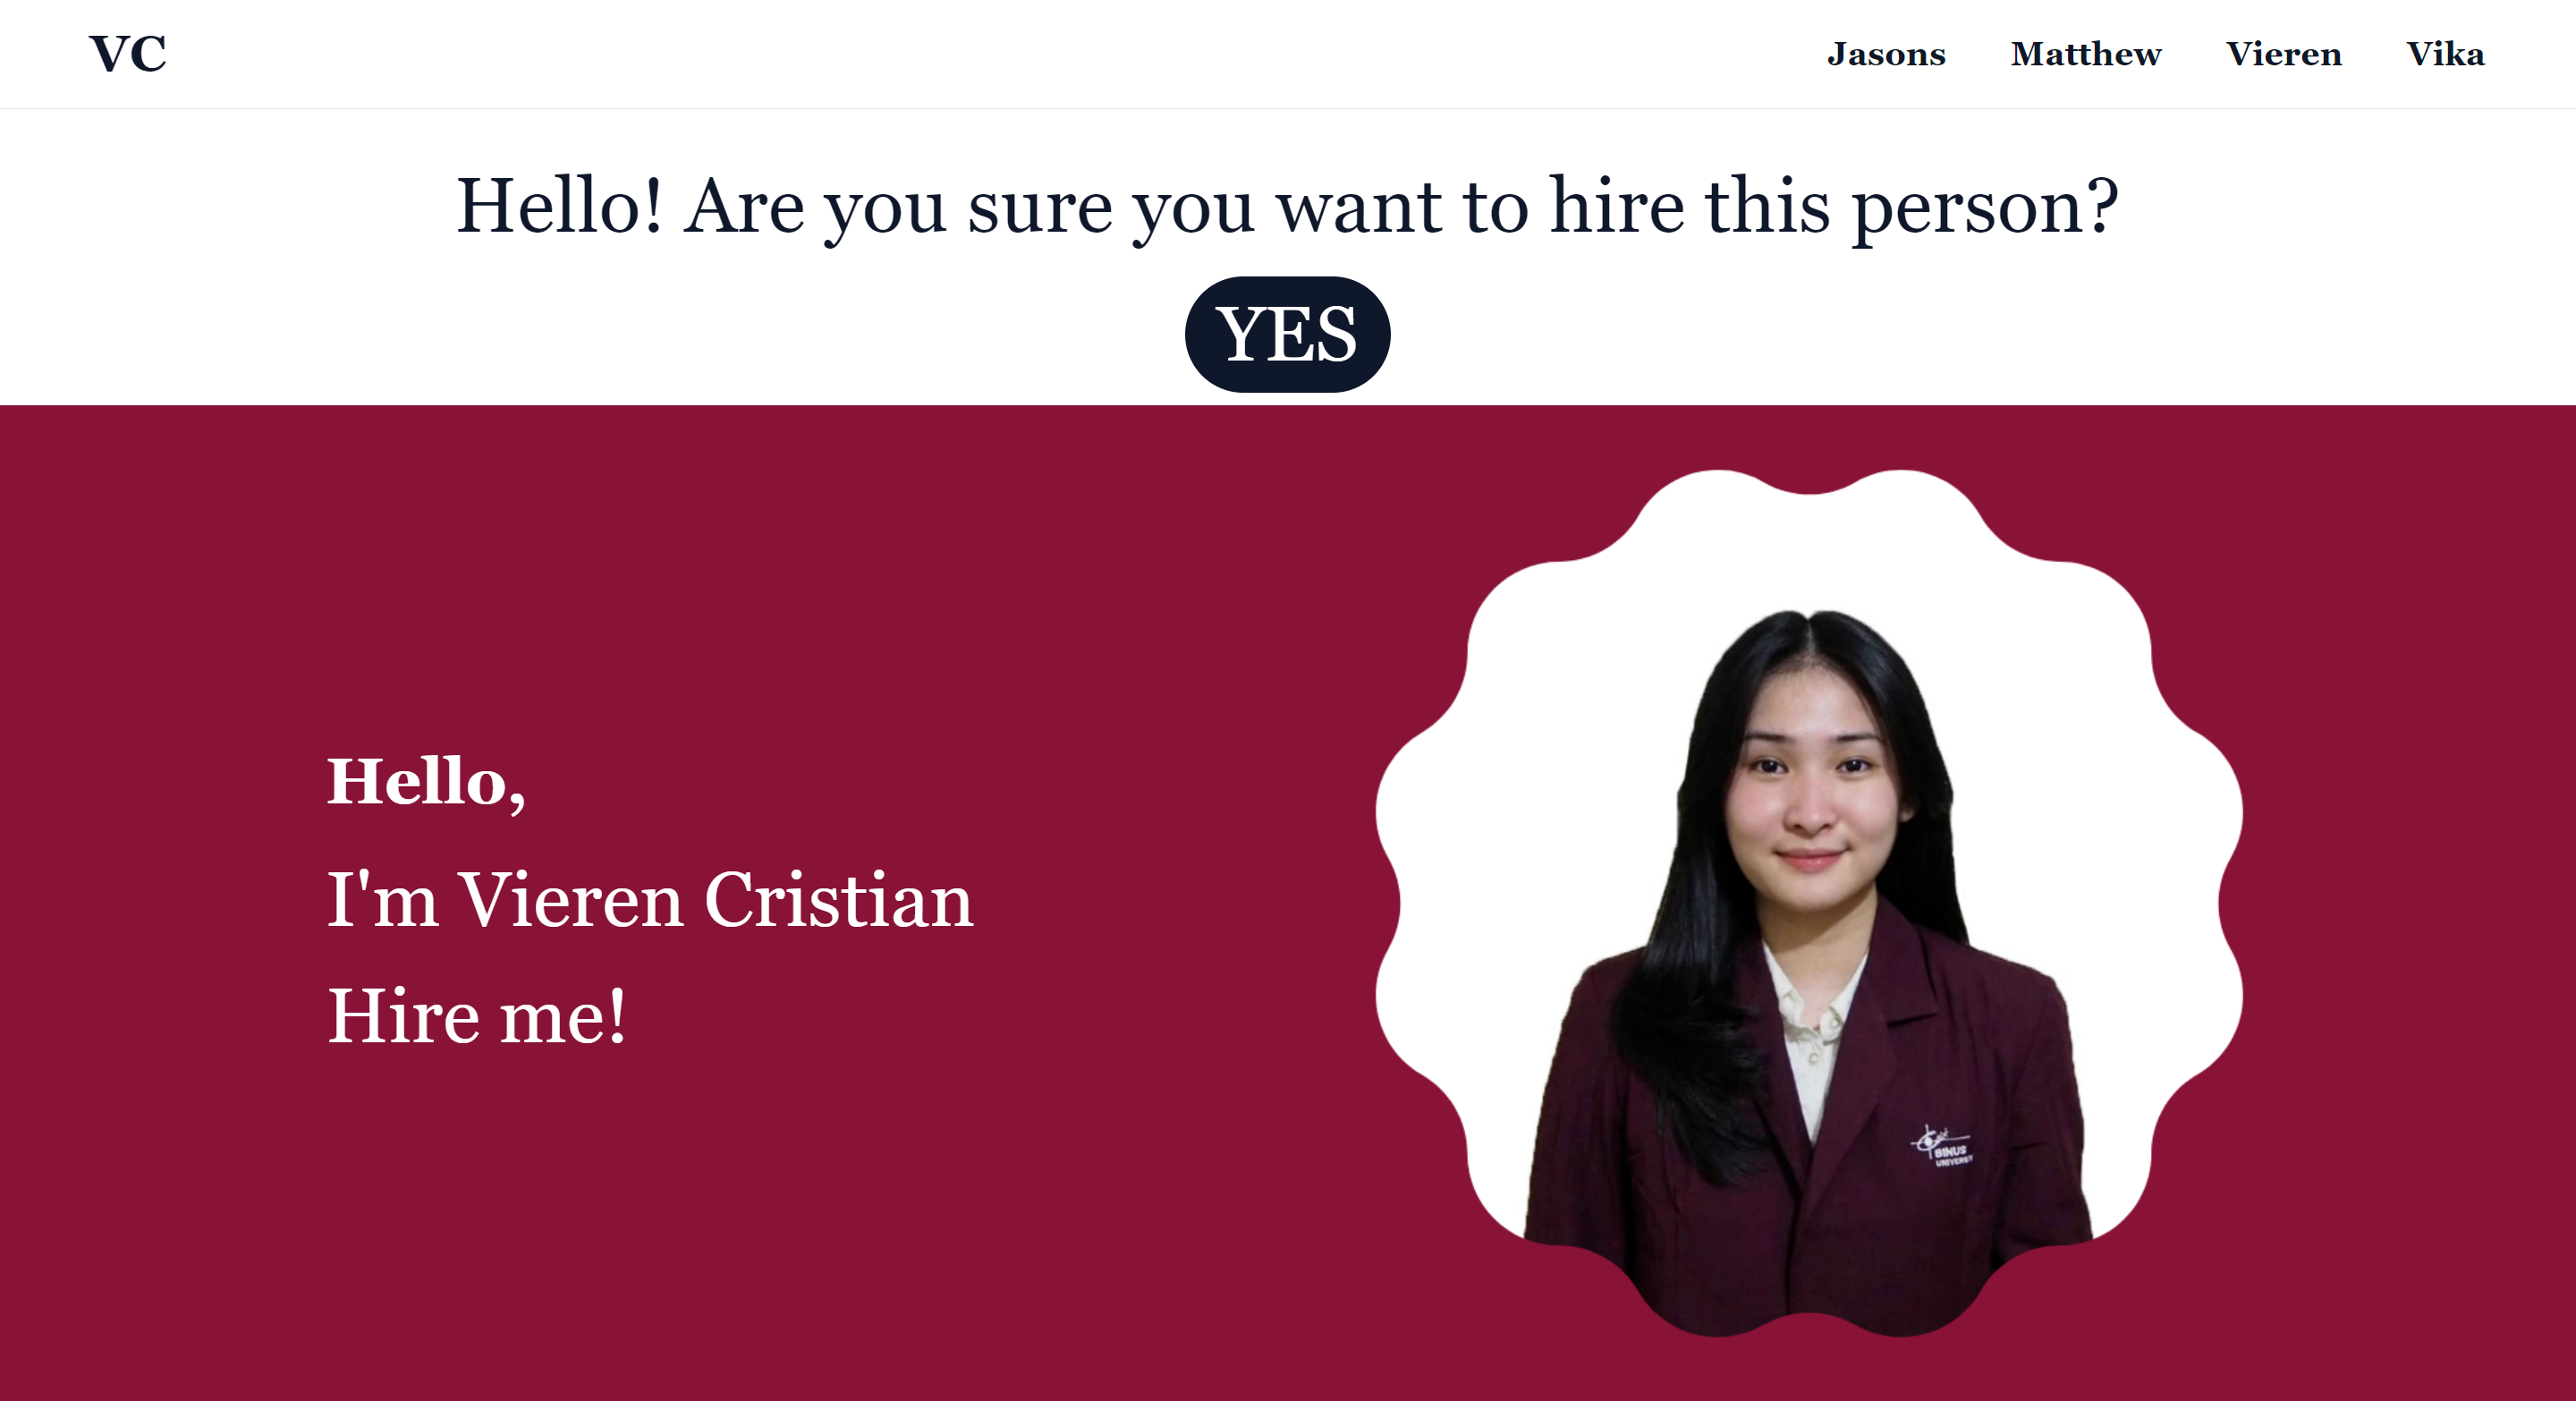 VC
Jasons Matthew Vieren Vika
Hello! Are you sure you want to hire this person?
YES
Hello,
I'm Vieren Cristian
Hire me!
BINUS
UNIVERSITY